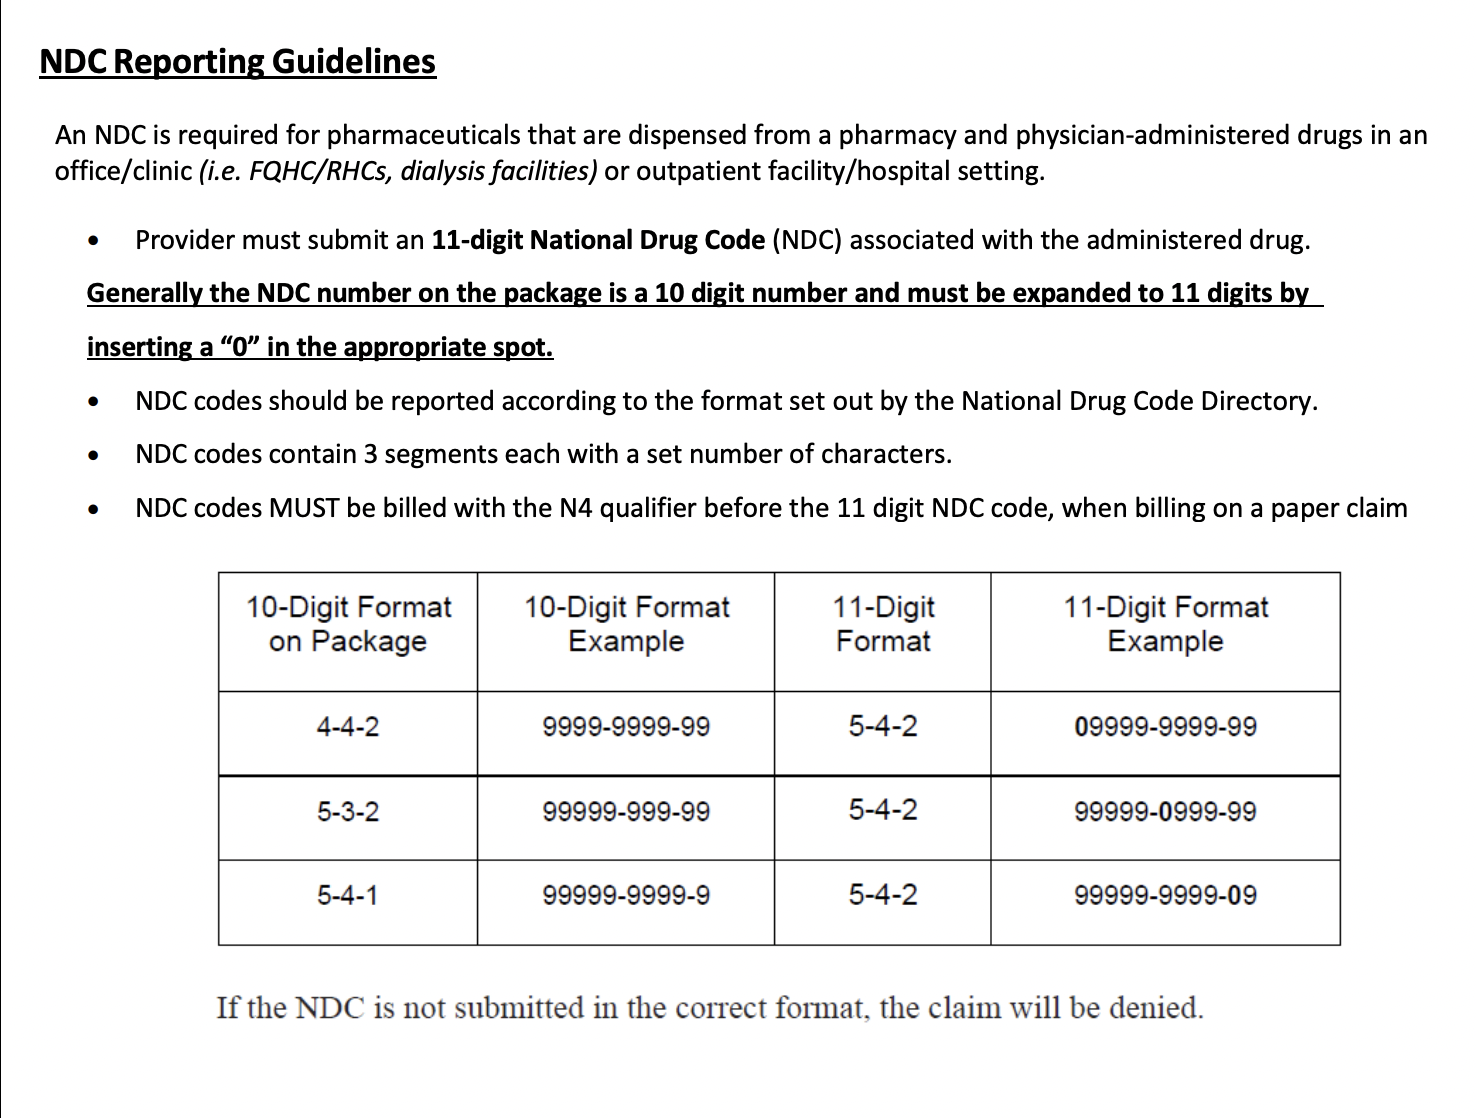 NDC Reporting Guidelines
An NDC is required for pharmaceuticals that are dispensed from a pharmacy and physician-administered drugs in an
office/clinic (i.e. FQHC/RHCs, dialysis facilities) or outpatient facility/hospital setting.
• Provider must submit an 11-digit National Drug Code (NDC) associated with the administered drug.
Generally the NDC number on the package is a 10 digit number and must be expanded to 11 digits by
inserting a “0” in the appropriate spot.
• NDC codes should be reported according to the format set out by the National Drug Code Directory.
• NDC codes contain 3 segments each with a set number of characters.
• NDC codes MUST be billed with the N4 qualifier before the 11 digit NDC code, when billing on a paper claim
10-Digit Format 10-Digit Format 11-Digit 11-Digit Format
on Package Example Format Example
4-4-2 9999-9999-99 5-4-2 09999-9999-99
5-3-2 99999-999-99 5-4-2 99999-0999-99
5-4-1 99999-9999-9 5-4-2 99999-9999-09
If the NDC is not submitted in the correct format, the claim will be denied.